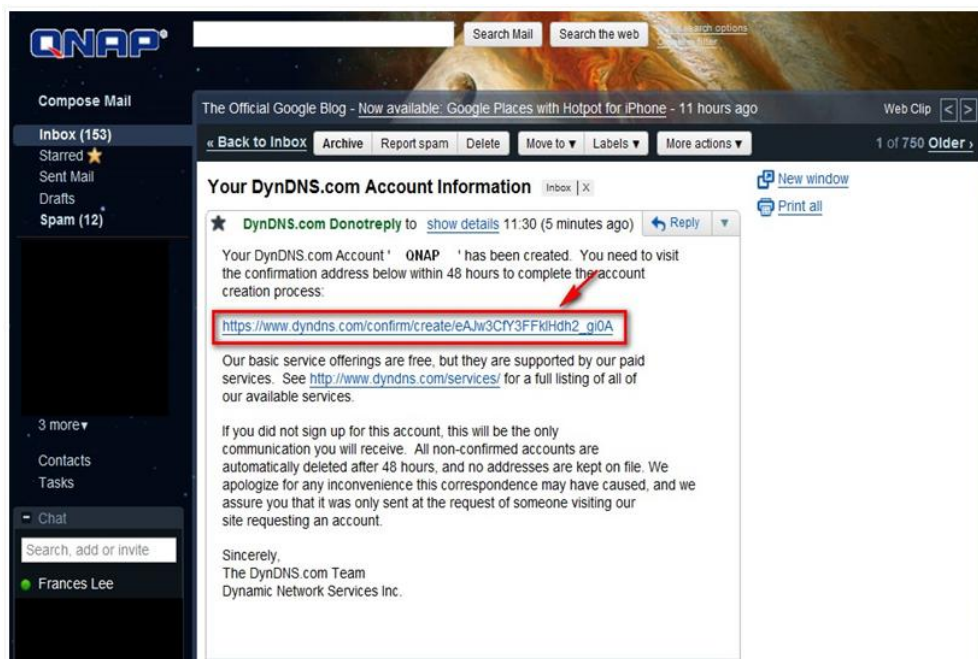 QNAP®
Search Mail Search the web
Compose Mail
The Official Google Blog - Now available: Google Places with Hotpot for iPhone - 11 hours ago Web Clip < >
Inbox (153)
« Back to Inbox Archive Report spam Delete Move to ▼ Labels ▼ More actions ▼ 1 of 750 Older ›
Starred
Sent Mail
Drafts
Spam (12)
Your DynDNS.com Account Information Inbox | X
New window
Print all
DynDNS.com Donotreply to show details 11:30 (5 minutes ago) Reply ▼
Your DynDNS.com Account ' QNAP ' has been created. You need to visit
the confirmation address below within 48 hours to complete the account
creation process:
https://www.dyndns.com/confirm/create/eAJw3CfY3FFklHdh2_gi0A
Our basic service offerings are free, but they are supported by our paid
services. See http://www.dyndns.com/services/ for a full listing of all of
our available services.
If you did not sign up for this account, this will be the only
communication you will receive. All non-confirmed accounts are
automatically deleted after 48 hours, and no addresses are kept on file. We
apologize for any inconvenience this correspondence may have caused, and we
assure you that it was only sent at the request of someone visiting our
site requesting an account.
Sincerely,
The DynDNS.com Team
Dynamic Network Services Inc.
3 more▼
Contacts
Tasks
Chat
Search, add or invite
Frances Lee